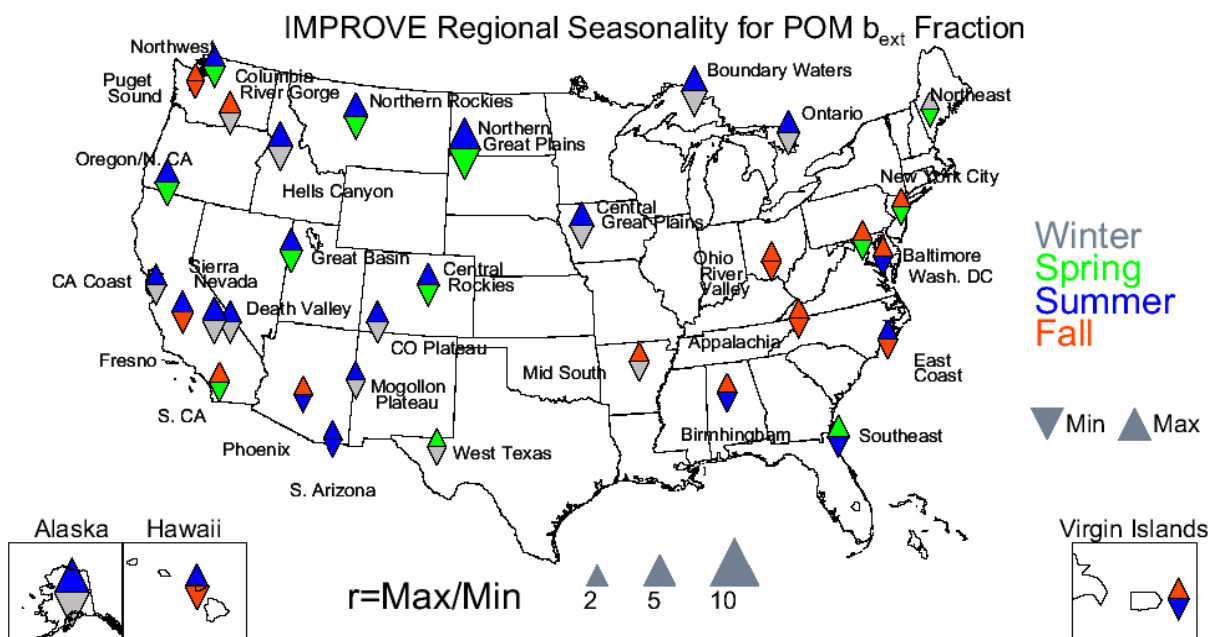 IMPROVE Regional Seasonality for POM bext Fraction
Northwest
Puget
Sound
Columbia
River Gorge
Northern Rockies
Northern
Great Plains
Boundary Waters
Ontario
Northeast
Oregon/N. CA
Hells Canyon
New York City
Central
Great Plains
Great Basin
CA Coast
Sierra
Nevada
Central
Rockies
Ohio
River
Valley
Baltimore
Wash. DC
Death Valley
CO Plateau
Appalachia
Fresno
Mid South
East
Coast
S. CA
Mogollon
Plateau
Phoenix
West Texas
Birmhingham
Southeast
S. Arizona
Winter
Spring
Summer
Fall
Min
Max
Alaska
Hawaii
Virgin Islands
r=Max/Min
2
5
10